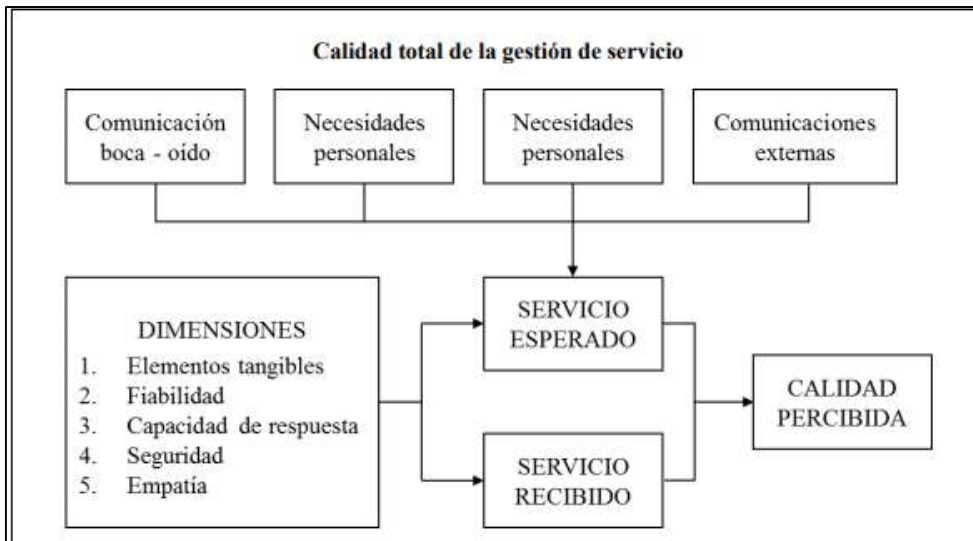 Calidad total de la gestión de servicio
Comunicación
boca - oído
Necesidades
personales
Necesidades
personales
Comunicaciones
externas
DIMENSIONES
1. Elementos tangibles
2. Fiabilidad
3. Capacidad de respuesta
4. Seguridad
5. Empatía
SERVICIO
ESPERADO
SERVICIO
RECIBIDO
CALIDAD
PERCIBIDA